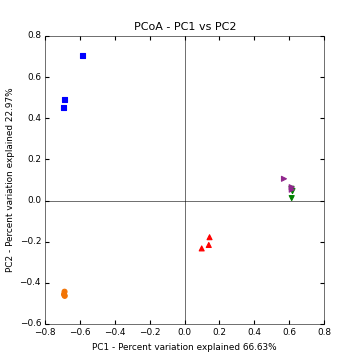 PCoA - PC1 vs PC2
0.8
0.6
0.4
0.2
0.0
−0.2
−0.4
−0.6
−0.8 −0.6 −0.4 −0.2 0.0 0.2 0.4 0.6 0.8
PC2 - Percent variation explained 22.97%
PC1 - Percent variation explained 66.63%